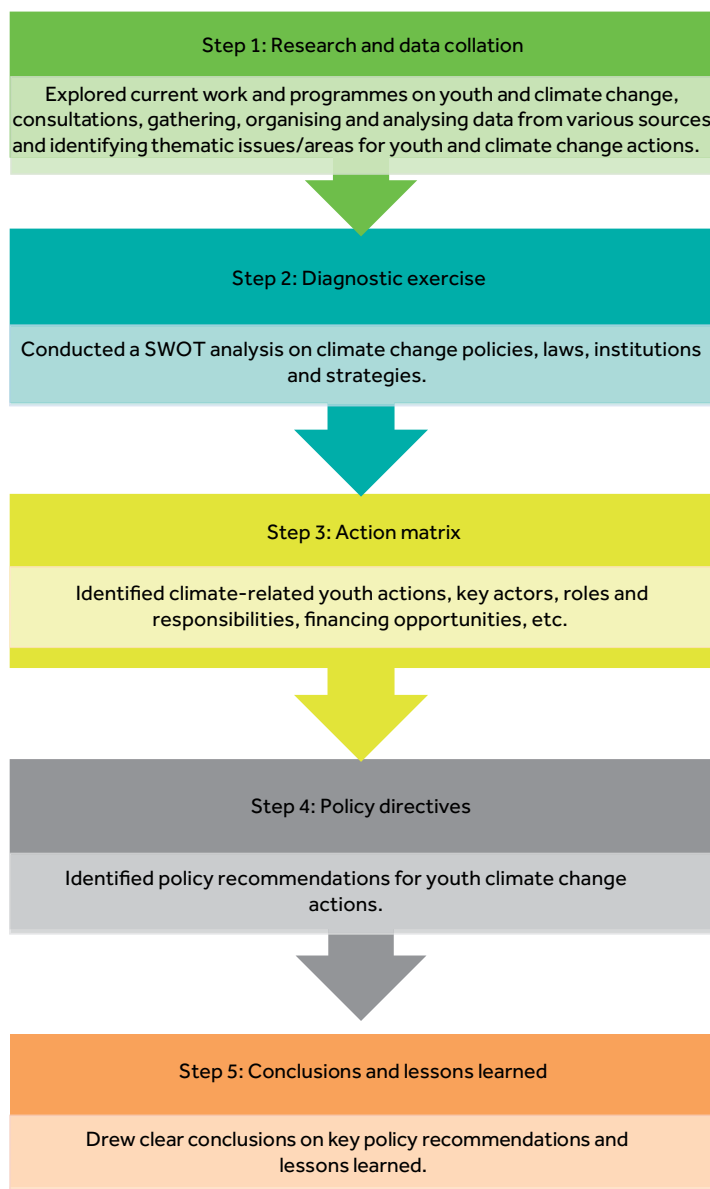 Step 1: Research and data collation
Explored current work and programmes on youth and climate change,
consultations, gathering, organising and analysing data from various sources
and identifying thematic issues/areas for youth and climate change actions.
Step 2: Diagnostic exercise
Conducted a SWOT analysis on climate change policies, laws, institutions
and strategies.
Step 3: Action matrix
Identified climate-related youth actions, key actors, roles and
responsibilities, financing opportunities, etc.
Step 4: Policy directives
Identified policy recommendations for youth climate change
actions.
Step 5: Conclusions and lessons learned
Drew clear conclusions on key policy recommendations and
lessons learned.